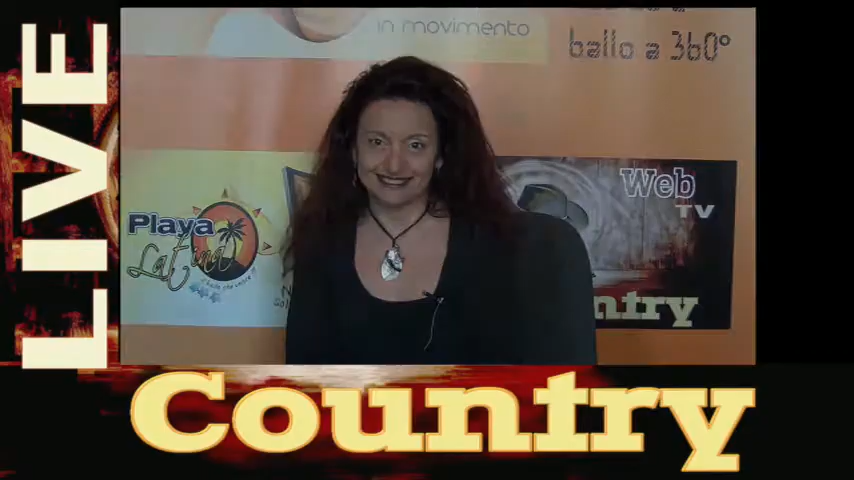 LIVE
in movimento
ballo a 360°
Playa
Latina
Web
TV
ntry
Country